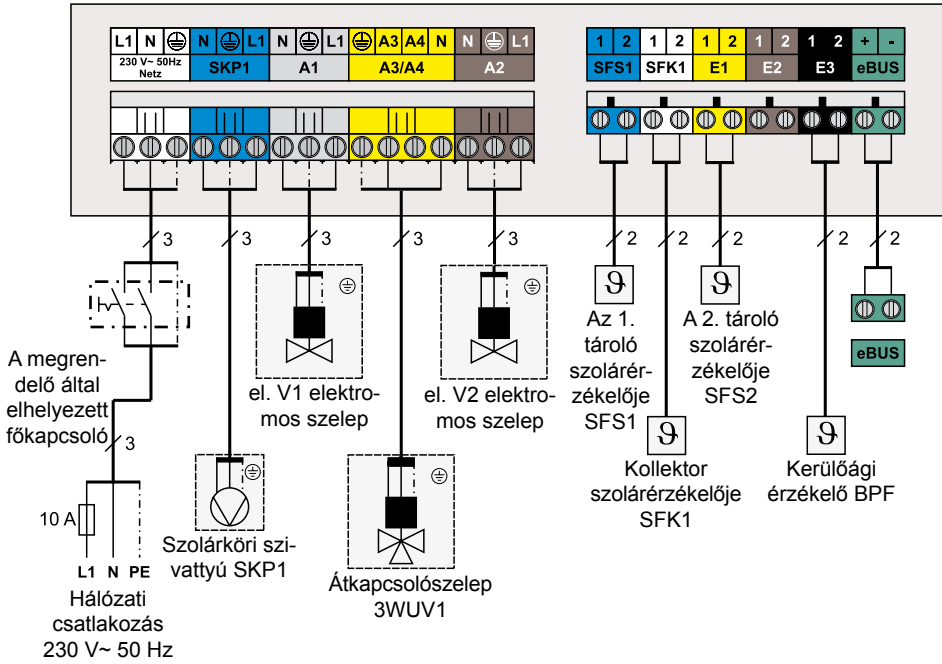 L1 N N L1 N L1 A3 A4 N N L1
230 V~ 50Hz
Netz
SKP1 A1 A3/A4 A2
1 2 1 2 1 2 1 2 1 2 + -
SFS1 SFK1 E1 E2 E3 eBUS
3 3 3 3 3 2 2 2 2 2
A megren-
delő által
elhelyezett
főkapcsoló
3
10 A
L1 N PE
Hálózati
csatlakozás
230 V~ 50 Hz
Szolárköri szi-
vattyú SKP1
el. V1 elektro-
mos szelep
Átkapcsolószelep
3WUV1
el. V2 elektro-
mos szelep
ϑ
Az 1.
tároló
szolárér-
zékelője
SFS1
ϑ
Kollektor
szolárérzékelője
SFK1
ϑ
A 2. tároló
szolárér-
zékelője
SFS2
ϑ
Kerülőági
érzékelő BPF
eBUS